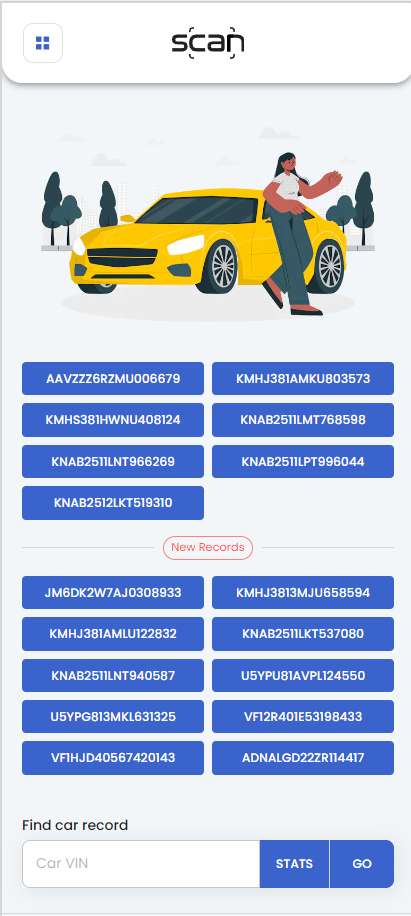 scan
AAVZZZ6RZMU006679
KMHJ381AMKU803573
KMHS381HWNU408124
KNAB2511LMT768598
KNAB2511LNT966269
KNAB2511LPT996044
KNAB2512LKT519310
New Records
JM6DK2W7AJ0308933
KMHJ3813MJU658594
KMHJ381AMLU122832
KNAB2511LKT537080
KNAB2511LNT940587
U5YPU81AVPL124550
U5YPG813MKL631325
VF12R401E53198433
VF1HJD40567420143
ADNALGD22ZR114417
Find car record
Car VIN
STATS
GO